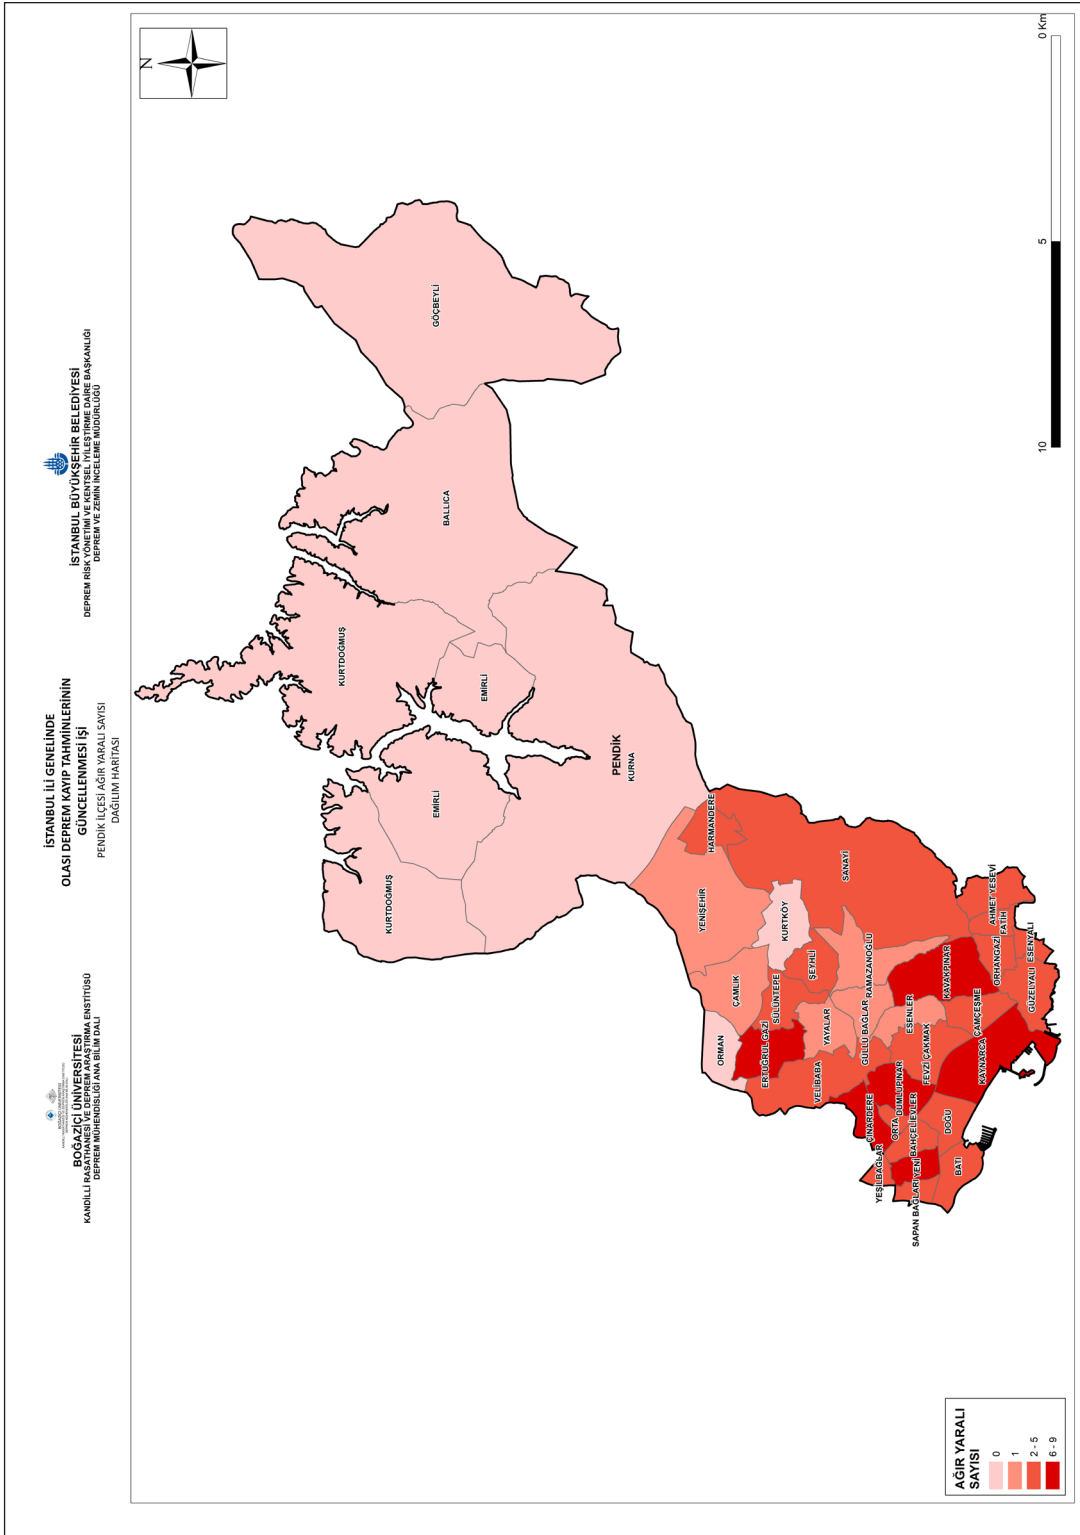 BOĞAZİÇİ ÜNİVERSİTESİ
KANDİLLİ RASATHANESİ VE DEPREM ARAŞTIRMA ENSTİTÜSÜ
DEPREM MÜHENDİSLİĞİ ANA BİLİM DALI
İSTANBUL İLİ GENELİNDE
OLASI DEPREM KAYIP TAHMİNLERİNİN
GÜNCELLENMESİ İŞİ
PENDİK İLÇESİ AĞIR YARALI SAYISI
DAĞILIM HARİTASI
İSTANBUL BÜYÜKŞEHİR BELEDİYESİ
DEPREM RİSK YÖNETİMİ VE KENTSEL İYİLEŞTİRME DAİRE BAŞKANLIĞI
DEPREM VE ZEMİN İNCELEME MÜDÜRLÜĞÜ
N
KURTDOĞMUŞ
KURTDOĞMUŞ
EMİRLİ
EMİRLİ
BALLICA
GÖÇBEYLİ
PENDİK
KURNA
HARMANDERE
YENİŞEHİR
ORMAN
ÇAMLIK
ERTUĞRUL GAZİ
SÜLÜNTEPE
KURTKÖY
ŞEYHLİ
SANAYİ
VELİBABA
YAYALAR
GÜLLÜ BAĞLAR
RAMAZANOĞLU
ÇINARDERE
YEŞİLBAĞLAR
ORTA
DUMLUPINAR
ESENLER
BAHÇELİEVLER
SAPAN BAĞLARI
YENİ
FEVZİ ÇAKMAK
KAVAKPINAR
DOĞU
BATI
KAYNARCA
ÇAMÇEŞME
ORHANGAZİ
FATİH
AHMET YESEVİ
GÜZELYALI
ESENYALI
AĞIR YARALI
SAYISI
0
1
2 - 5
6 - 9
10
5
0 Km